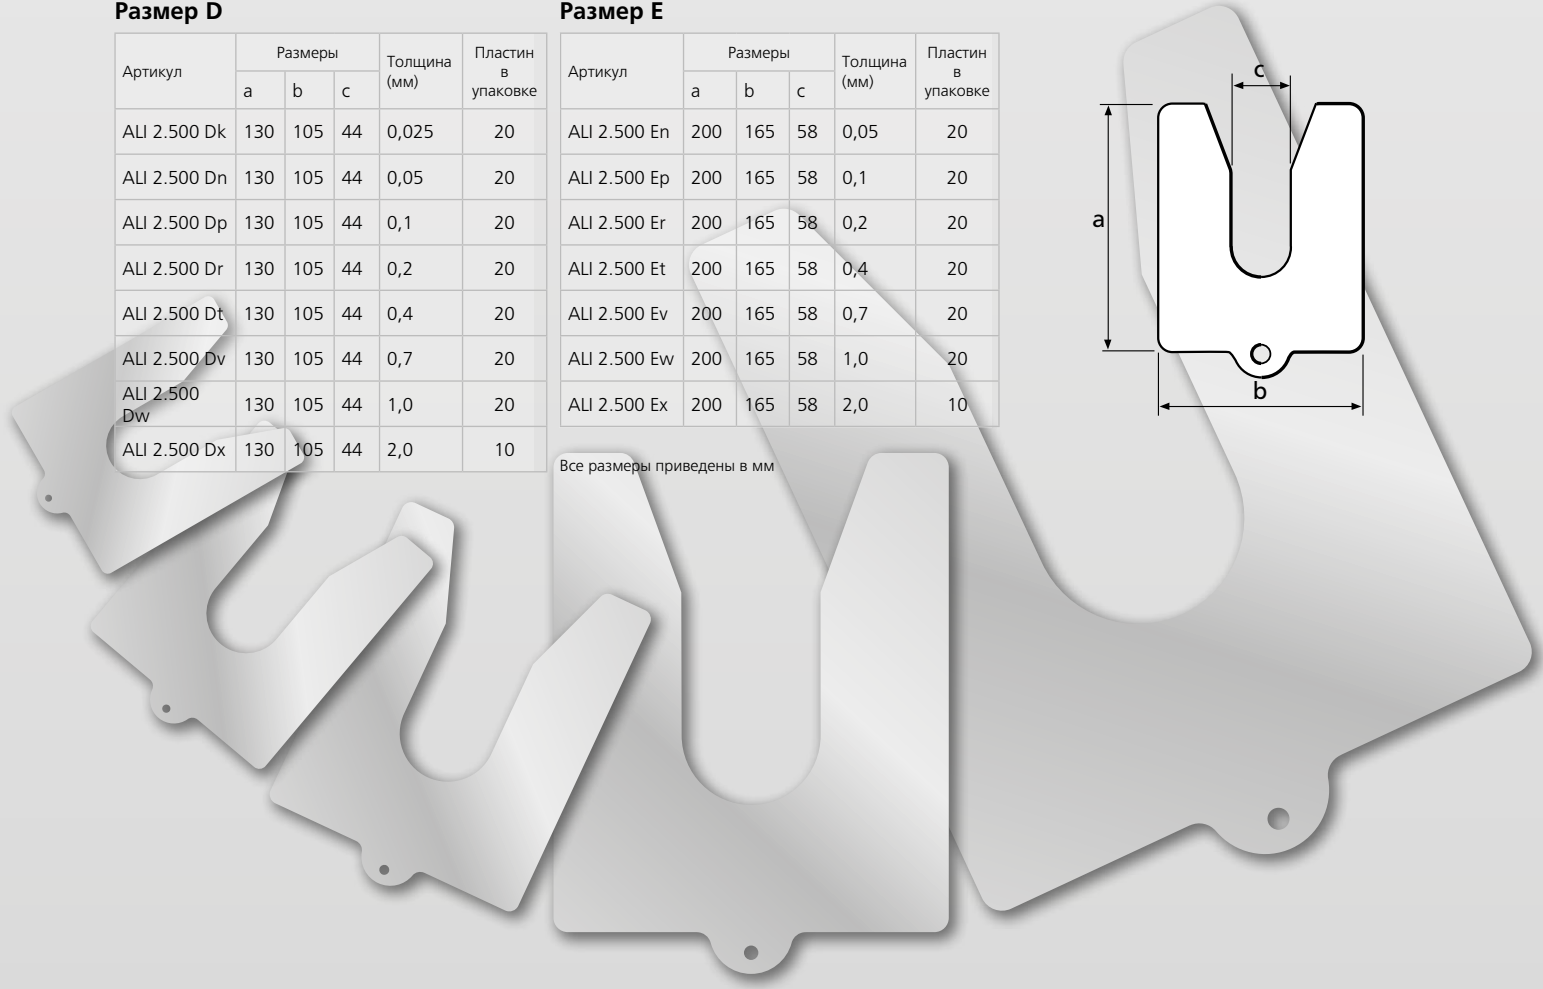 Размер D
Артикул Размеры Толщина (мм) Пластин в упаковке
a b c
ALI 2.500 Dk 130 105 44 0,025 20
ALI 2.500 Dn 130 105 44 0,05 20
ALI 2.500 Dp 130 105 44 0,1 20
ALI 2.500 Dr 130 105 44 0,2 20
ALI 2.500 Dt 130 105 44 0,4 20
ALI 2.500 Dv 130 105 44 0,7 20
ALI 2.500 Dw 130 105 44 1,0 20
ALI 2.500 Dx 130 105 44 2,0 10
Размер E
Артикул Размеры Толщина (мм) Пластин в упаковке
a b c
ALI 2.500 En 200 165 58 0,05 20
ALI 2.500 Ep 200 165 58 0,1 20
ALI 2.500 Er 200 165 58 0,2 20
ALI 2.500 Et 200 165 58 0,4 20
ALI 2.500 Ev 200 165 58 0,7 20
ALI 2.500 Ew 200 165 58 1,0 20
ALI 2.500 Ex 200 165 58 2,0 10
Все размеры приведены в мм
c
a
b